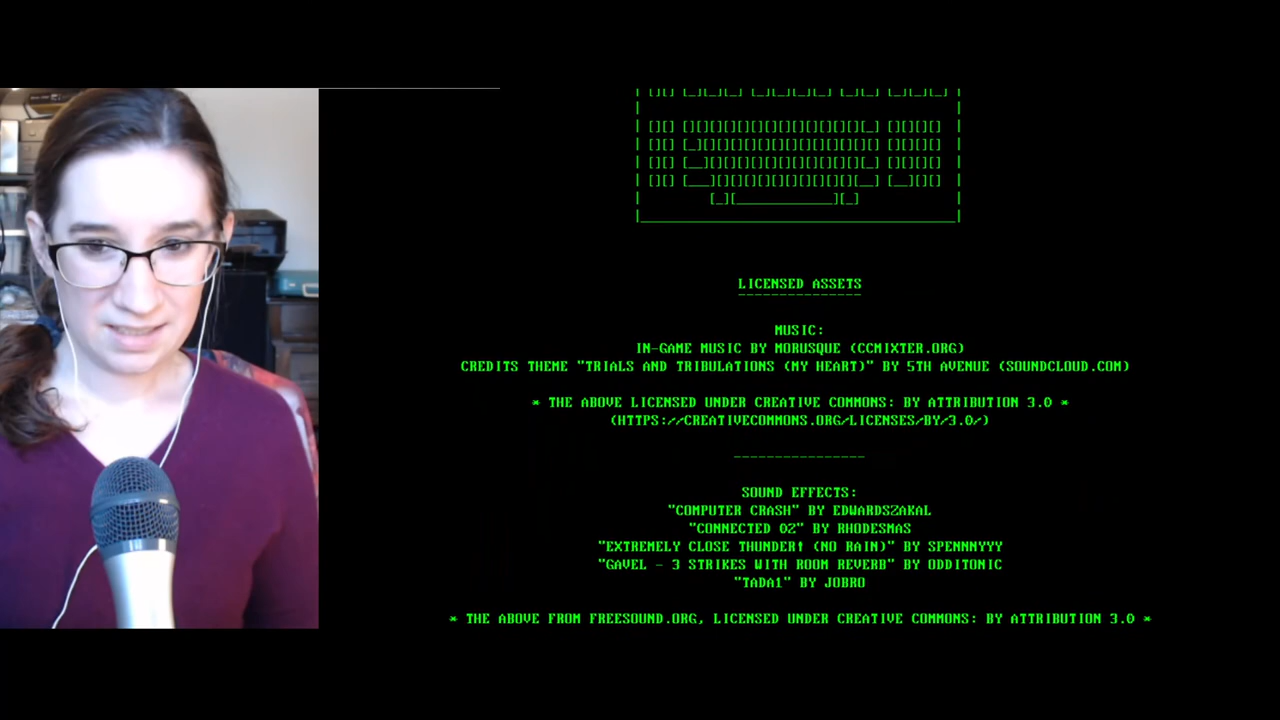 LICENSED ASSETS
MUSIC:
IN-GAME MUSIC BY MORUSQUE (CCMIXTER.ORG)
CREDITS THEME "TRIALS AND TRIBULATIONS (MY HEART)" BY 5TH AVENUE (SOUNDCLOUD.COM)
* THE ABOVE LICENSED UNDER CREATIVE COMMONS: BY ATTRIBUTION 3.0 *
(HTTPS://CREATIVECOMMONS.ORG/LICENSES/BY/3.0/)
SOUND EFFECTS:
"COMPUTER CRASH" BY EDWARDSZAKAL
"CONNECTED 02" BY RHODESMAS
"EXTREMELY CLOSE THUNDER! (NO RAIN)" BY SPENNNYYY
"GAVEL - 3 STRIKES WITH ROOM REVERB" BY ODDITONIC
"TADA1" BY JOBRO
* THE ABOVE FROM FREESOUND.ORG, LICENSED UNDER CREATIVE COMMONS: BY ATTRIBUTION 3.0 *